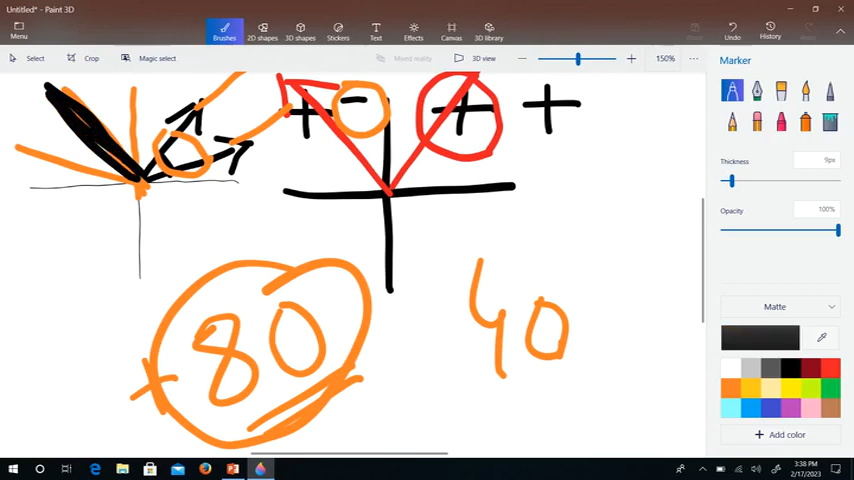 Untitled* - Paint 3D
Menu
Brushes
2D shapes
3D shapes
Stickers
Text
Effects
Canvas
3D library
Undo
History
Select
Crop
Magic select
Mixed reality
3D view
150%
Marker
Thickness
9px
Opacity
100%
Matte
Add color
+ - + +
80
40
+
3:38 PM
2/17/2023